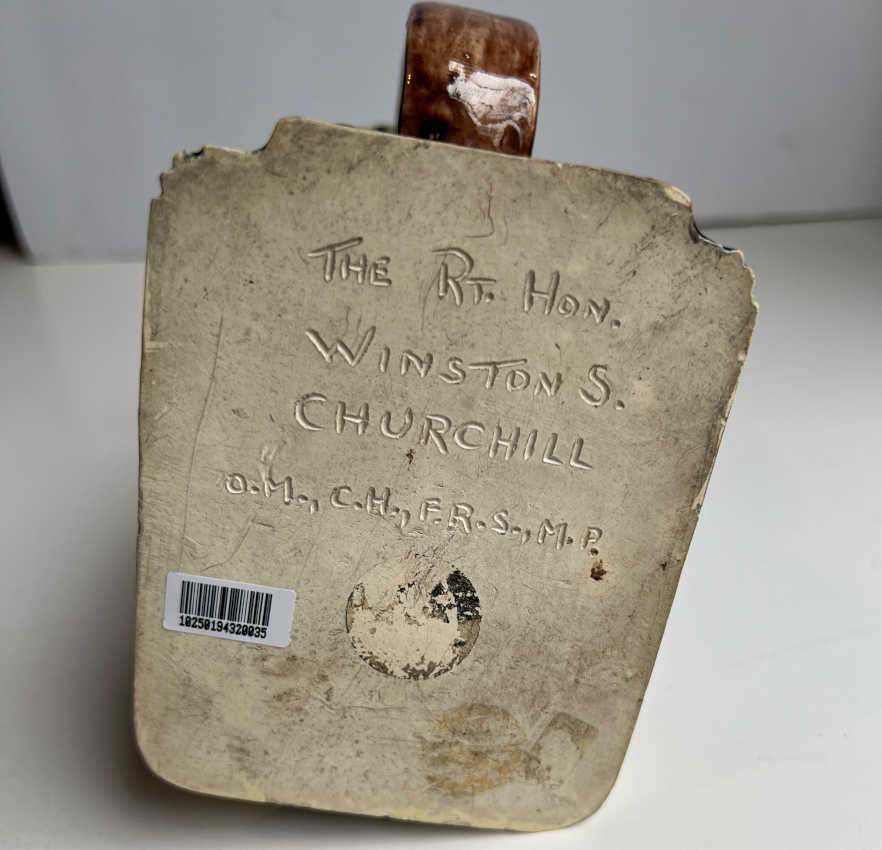 THE RT. HON.
WINSTON S.
CHURCHILL
O.M., C.H., F.R.S., M.P.
10250194320035